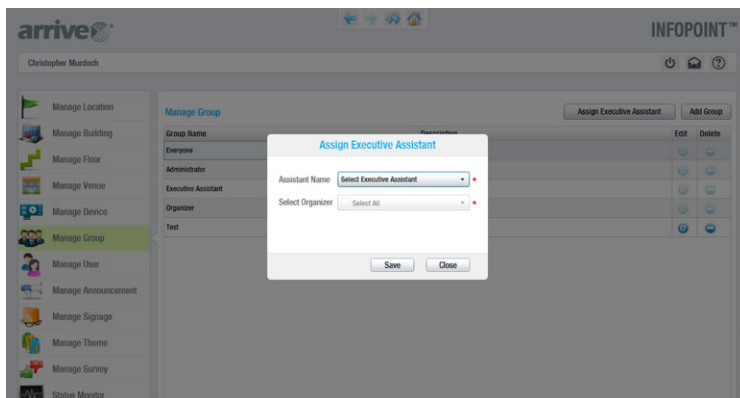 arrive
INFOPOINT™
Christopher Murdoch
Manage Location
Manage Building
Manage Floor
Manage Venue
Manage Device
Manage Group
Manage User
Manage Announcement
Manage Signage
Manage Theme
Manage Survey
Status Monitor
Manage Group
Assign Executive Assistant
Add Group
Group Name
Description
Edit
Delete
Everyone
Administrator
Executive Assistant
Organizer
Test
Assign Executive Assistant
Assistant Name
Select Executive Assistant
*
Select Organizer
Select All
*
Save
Close